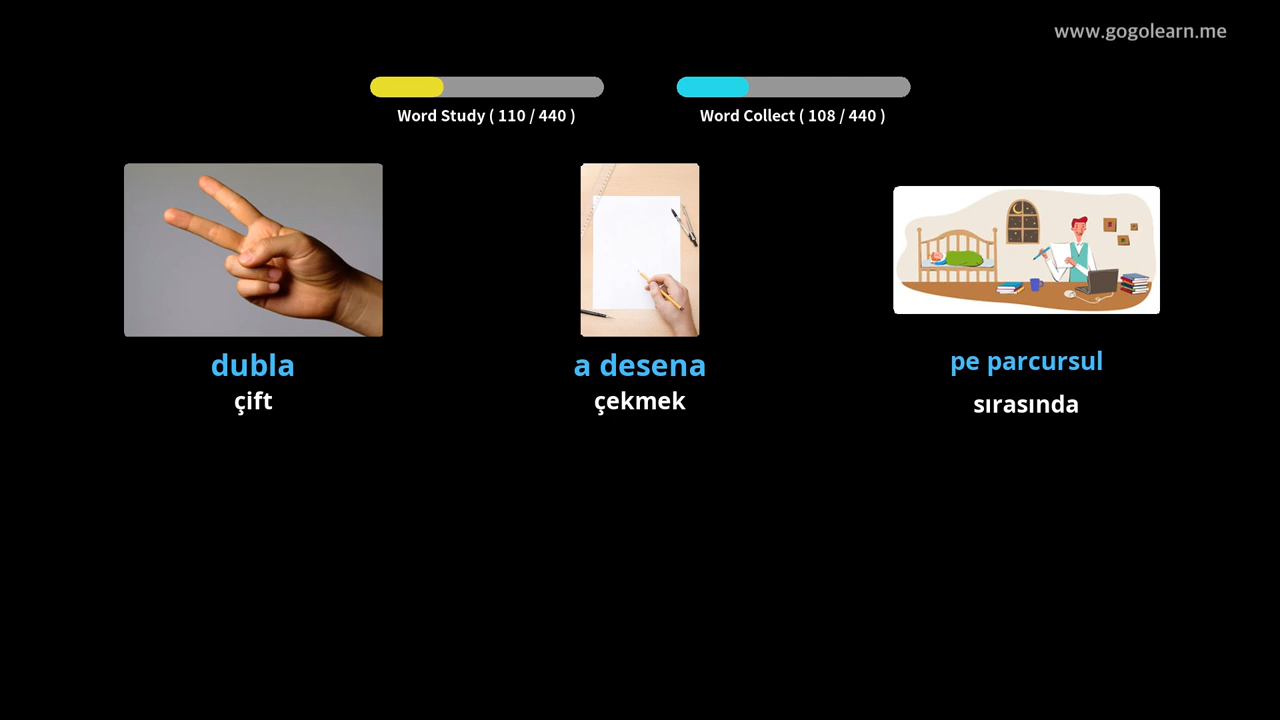 www.gogolearn.me
Word Study ( 110 / 440 )
Word Collect ( 108 / 440 )
dubla
çift
a desena
çekmek
pe parcursul
sırasında